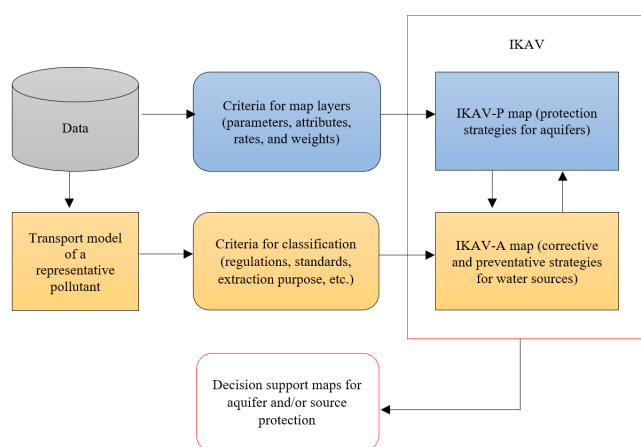 IKAV
Data
Criteria for map layers
(parameters, attributes,
rates, and weights)
IKAV-P map (protection
strategies for aquifers)
Transport model
of a
representative
pollutant
Criteria for classification
(regulations, standards,
extraction purpose, etc.)
IKAV-A map (corrective
and preventative strategies
for water sources)
Decision support maps for
aquifer and/or source
protection